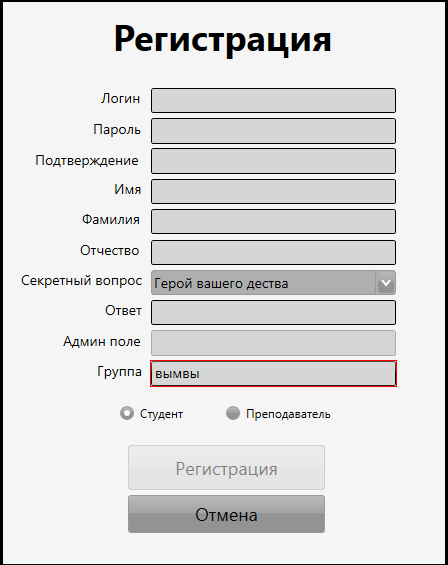 Регистрация
Логин
Пароль
Подтверждение
Имя
Фамилия
Отчество
Секретный вопрос Герой вашего дества
Ответ
Админ поле
Группа вымвы
Студент Преподаватель
Регистрация
Отмена